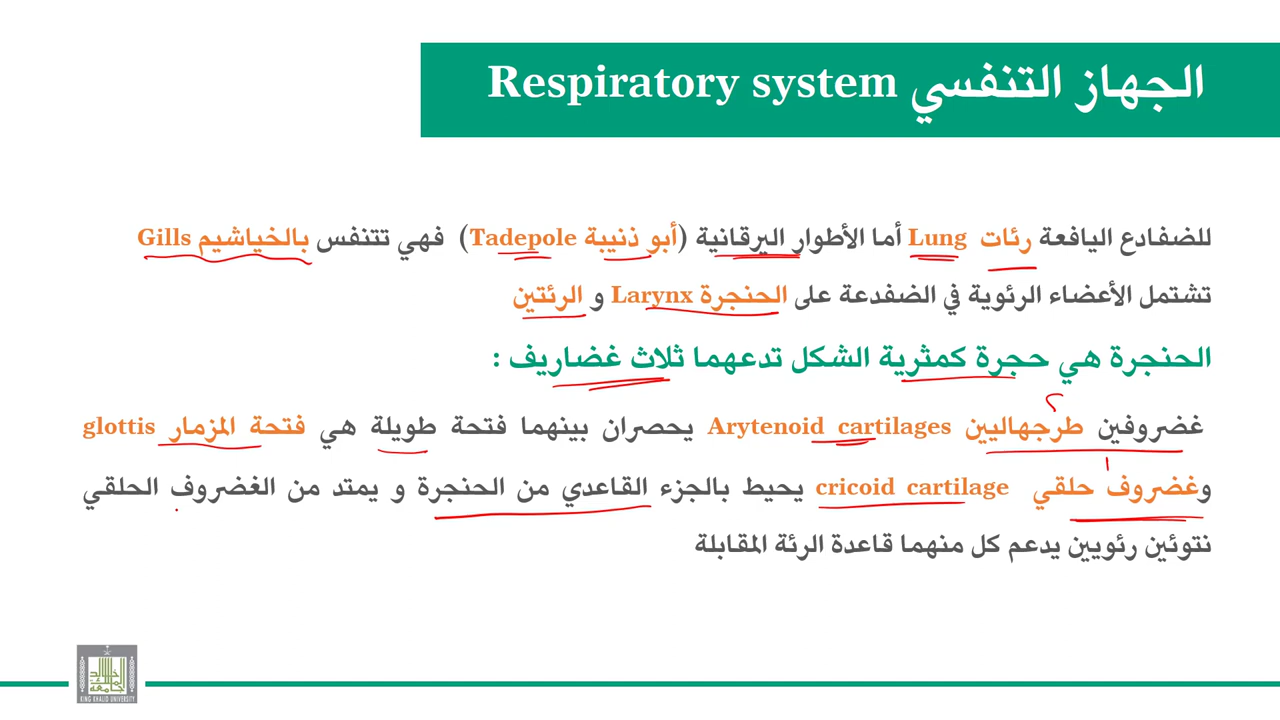 الجهاز التنفسي Respiratory system
للضفادع اليافعة رئات Lung أما الأطوار اليرقانية (أبو ذنيبة Tadepole) فهي تتنفس بالخياشيم Gills
تشتمل الأعضاء الرئوية في الضفدعة على الحنجرة Larynx و الرئتين
الحنجرة هي حجرة كمثرية الشكل تدعهما ثلاث غضاريف :
غضروفين طرجهاليين Arytenoid cartilages يحصران بينهما فتحة طويلة هي فتحة المزمار glottis
وغضروف حلقي cricoid cartilage يحيط بالجزء القاعدي من الحنجرة و يمتد من الغضروف الحلقي
نتوئين رئويين يدعم كل منهما قاعدة الرئة المقابلة
KING KHALID UNIVERSITY